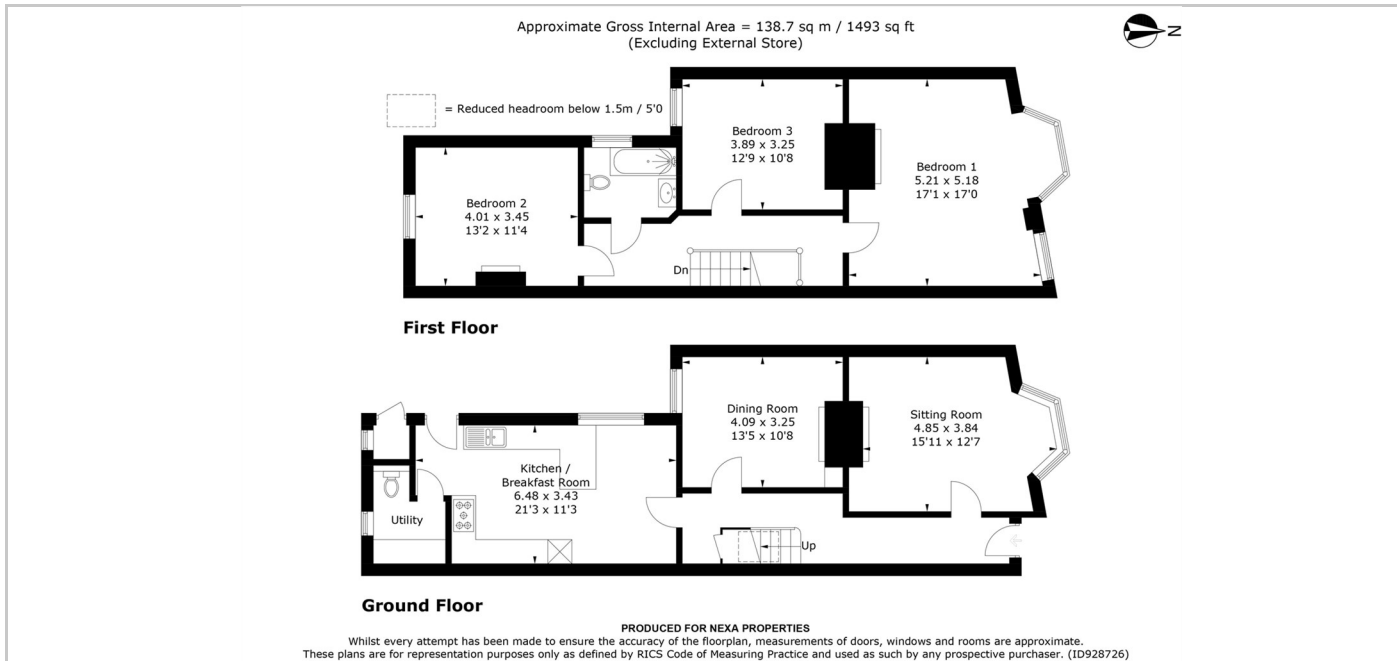 Approximate Gross Internal Area = 138.7 sq m / 1493 sq ft
(Excluding External Store)
N
= Reduced headroom below 1.5m / 5'0
Bedroom 3
3.89 x 3.25
12'9 x 10'8
Bedroom 1
5.21 x 5.18
17'1 x 17'0
Bedroom 2
4.01 x 3.45
13'2 x 11'4
Dn
First Floor
Dining Room
4.09 x 3.25
13'5 x 10'8
Sitting Room
4.85 x 3.84
15'11 x 12'7
Kitchen /
Breakfast Room
6.48 x 3.43
21'3 x 11'3
Utility
Up
Ground Floor
PRODUCED FOR NEXA PROPERTIES
Whilst every attempt has been made to ensure the accuracy of the floorplan, measurements of doors, windows and rooms are approximate.
These plans are for representation purposes only as defined by RICS Code of Measuring Practice and used as such by any prospective purchaser. (ID928726)